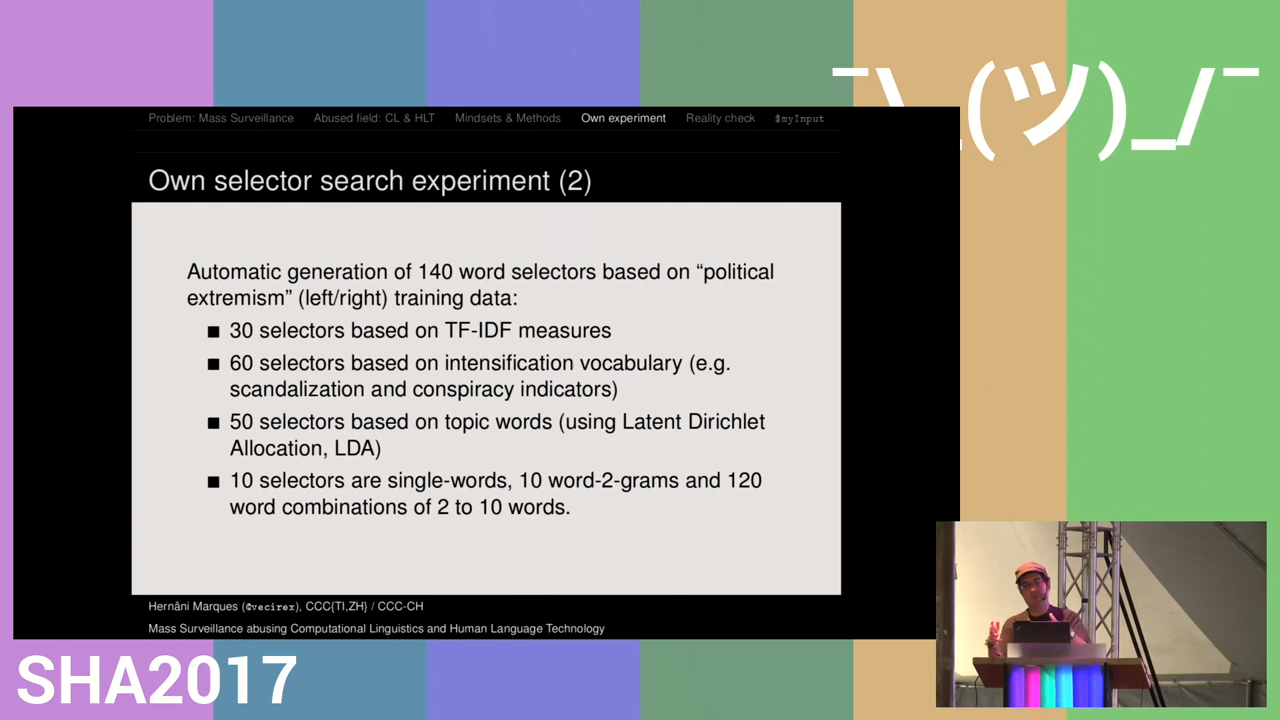 ¯\_(ツ)_/¯
Problem: Mass Surveillance Abused field: CL & HLT Mindsets & Methods Own experiment Reality check $myInput
Own selector search experiment (2)
Automatic generation of 140 word selectors based on “political
extremism” (left/right) training data:
■ 30 selectors based on TF-IDF measures
■ 60 selectors based on intensification vocabulary (e.g.
scandalization and conspiracy indicators)
■ 50 selectors based on topic words (using Latent Dirichlet
Allocation, LDA)
■ 10 selectors are single-words, 10 word-2-grams and 120
word combinations of 2 to 10 words.
Hernâni Marques (@vecirex), CCC{TI,ZH} / CCC-CH
Mass Surveillance abusing Computational Linguistics and Human Language Technology
SHA2017